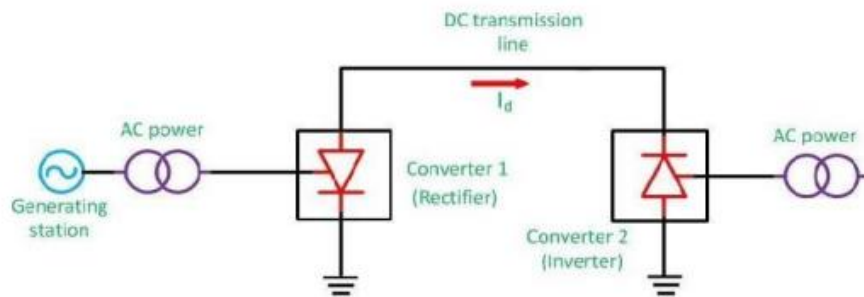 DC transmission
line
I_d
AC power
AC power
Converter 1
(Rectifier)
Generating
station
Converter 2
(Inverter)